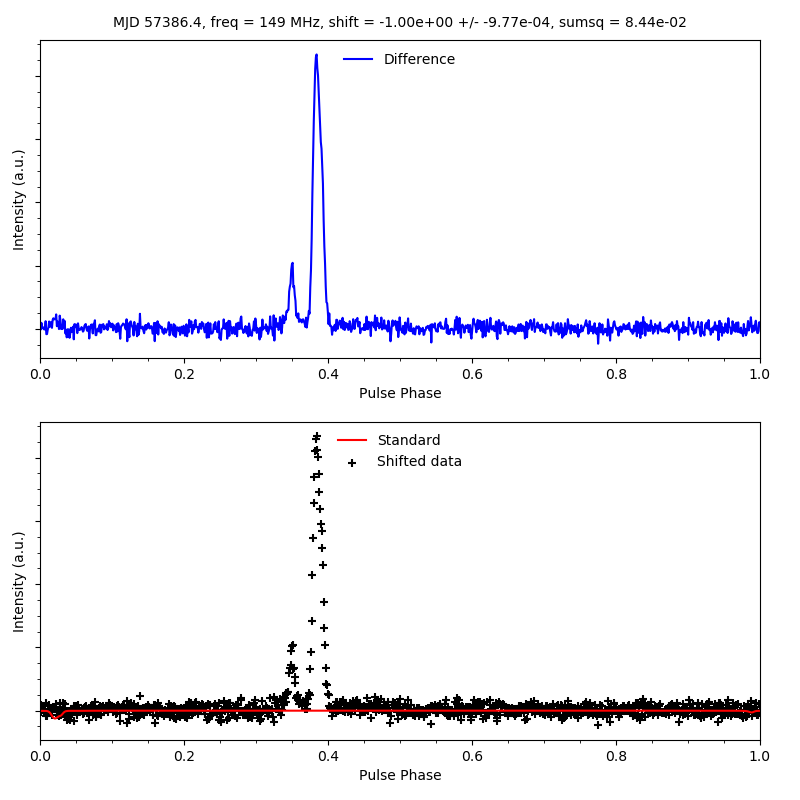 MJD 57386.4, freq = 149 MHz, shift = -1.00e+00 +/- -9.77e-04, sumsq = 8.44e-02
Difference
Intensity (a.u.)
0.0 0.2 0.4 0.6 0.8 1.0
Pulse Phase
Standard
Shifted data
Intensity (a.u.)
0.0 0.2 0.4 0.6 0.8 1.0
Pulse Phase